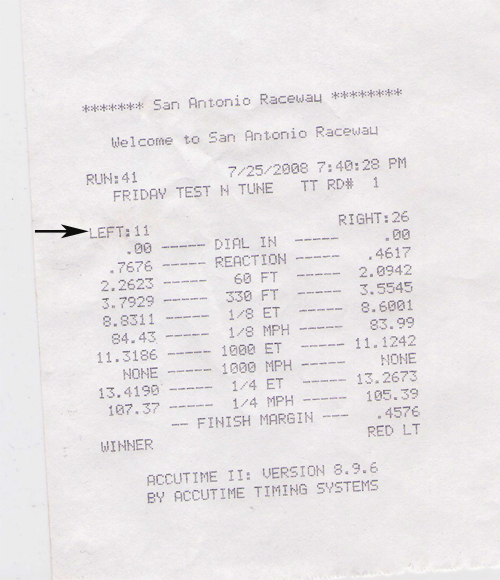 ******* San Antonio Raceway ********
Welcome to San Antonio Raceway
RUN:41 7/25/2008 7:40:28 PM
FRIDAY TEST N TUNE TT RD# 1
LEFT:11 RIGHT:26
.00 ----- DIAL IN ----- .00
.7676 ----- REACTION ----- .4617
2.2623 ----- 60 FT ----- 2.0942
3.7929 ----- 330 FT ----- 3.5545
8.8311 ----- 1/8 ET ----- 8.6001
84.43 ----- 1/8 MPH ----- 83.99
11.3186 ----- 1000 ET ----- 11.1242
NONE ----- 1000 MPH ----- NONE
13.4190 ----- 1/4 ET ----- 13.2673
107.37 ----- 1/4 MPH ----- 105.39
-- FINISH MARGIN --- .4576
WINNER RED LT
ACCUTIME II: VERSION 8.9.6
BY ACCUTIME TIMING SYSTEMS